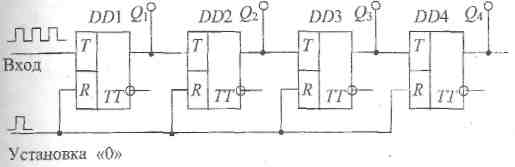 DD1 Q1 DD2 Q2 DD3 Q3 DD4 Q4
T T T T
Вход
R TT R TT R TT R TT
Установка «0»